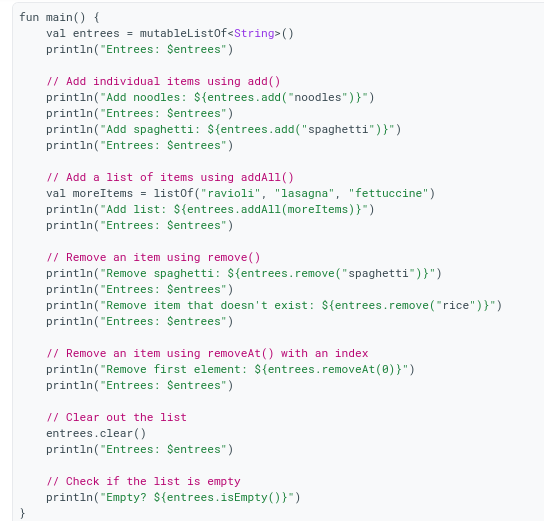 fun main() {
    val entrees = mutableListOf<String>()
    println("Entrees: $entrees")

    // Add individual items using add()
    println("Add noodles: ${entrees.add("noodles")}")
    println("Entrees: $entrees")
    println("Add spaghetti: ${entrees.add("spaghetti")}")
    println("Entrees: $entrees")

    // Add a list of items using addAll()
    val moreItems = listOf("ravioli", "lasagna", "fettuccine")
    println("Add list: ${entrees.addAll(moreItems)}")
    println("Entrees: $entrees")

    // Remove an item using remove()
    println("Remove spaghetti: ${entrees.remove("spaghetti")}")
    println("Entrees: $entrees")
    println("Remove item that doesn't exist: ${entrees.remove("rice")}")
    println("Entrees: $entrees")

    // Remove an item using removeAt() with an index
    println("Remove first element: ${entrees.removeAt(0)}")
    println("Entrees: $entrees")

    // Clear out the list
    entrees.clear()
    println("Entrees: $entrees")

    // Check if the list is empty
    println("Empty? ${entrees.isEmpty()}")
}